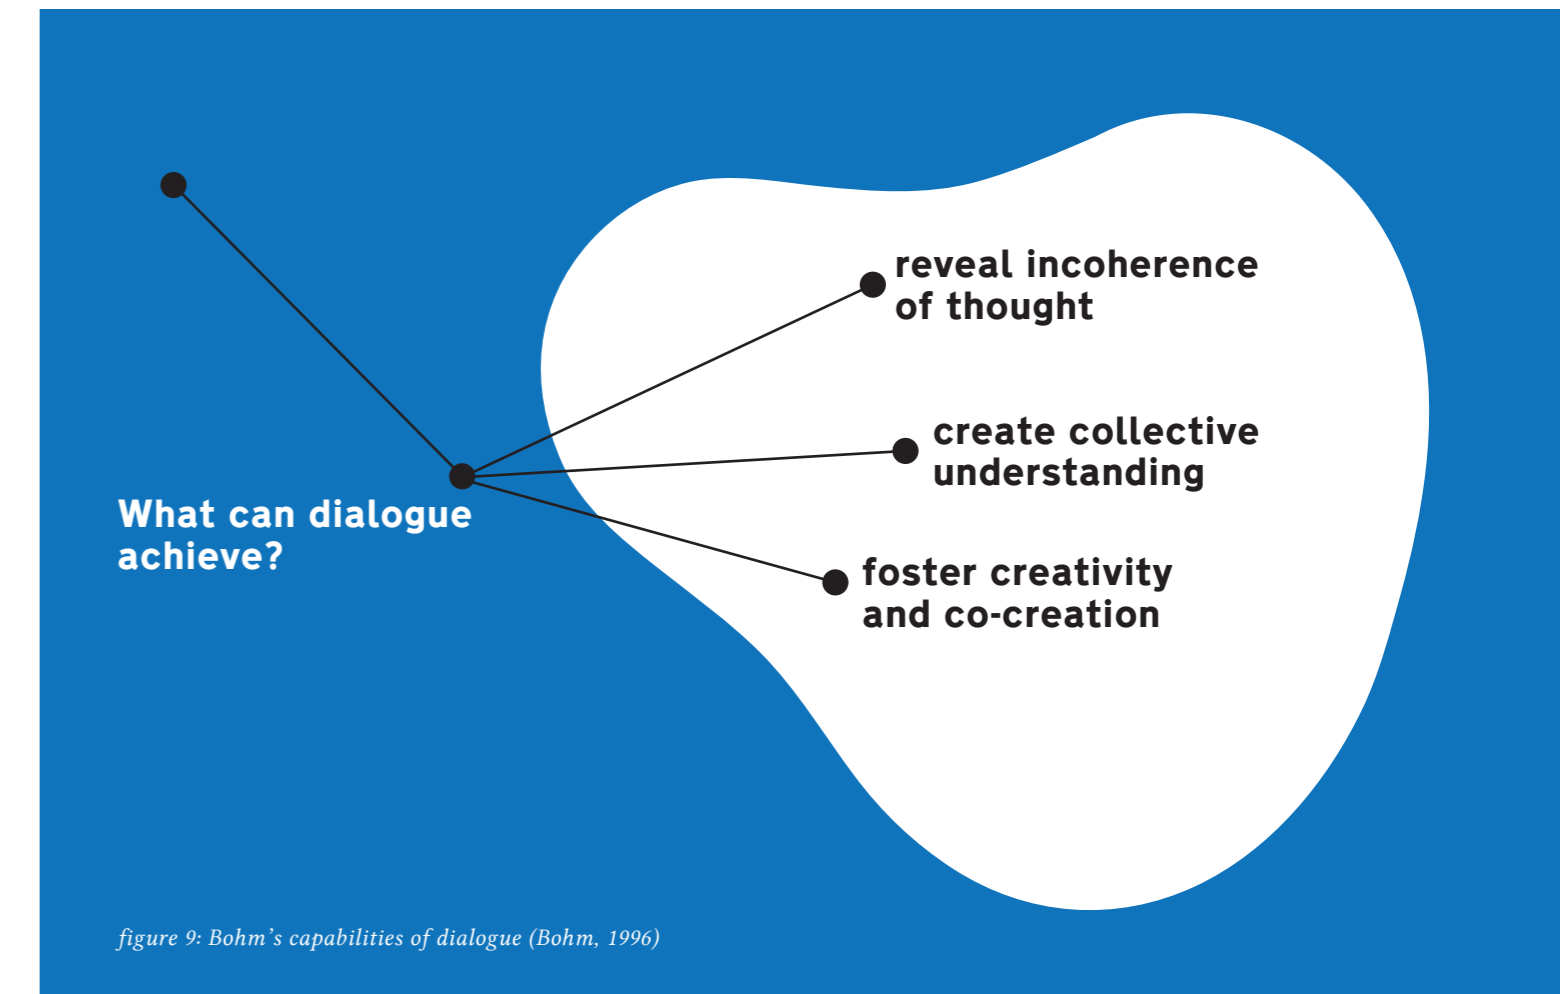 reveal incoherence
of thought
create collective
understanding
What can dialogue
achieve?
foster creativity
and co-creation
figure 9: Bohm's capabilities of dialogue (Bohm, 1996)